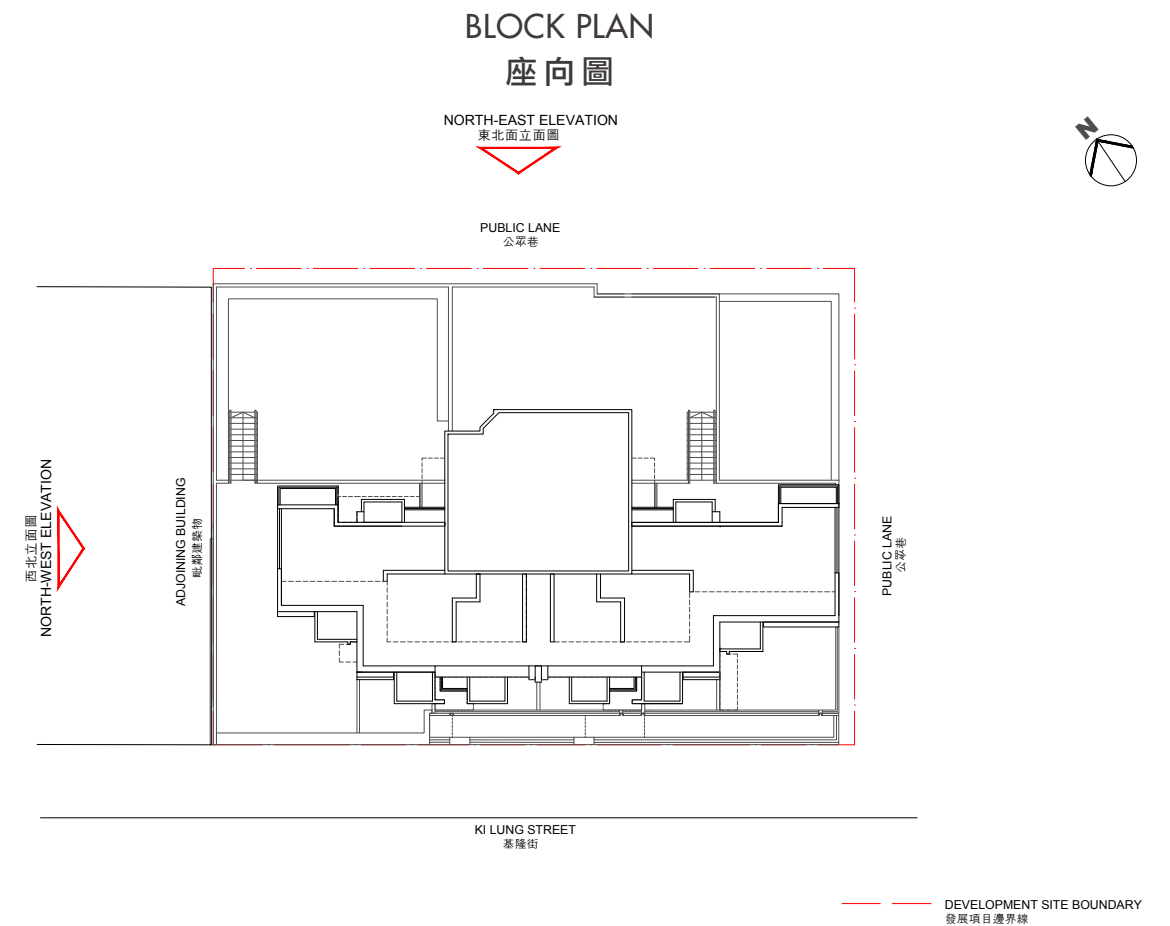 BLOCK PLAN
座向圖
NORTH-EAST ELEVATION
東北面立面圖
N
PUBLIC LANE
公眾巷
西北立面圖
NORTH-WEST ELEVATION
ADJOINING BUILDING
毗鄰建築物
PUBLIC LANE
公眾巷
KI LUNG STREET
基隆街
DEVELOPMENT SITE BOUNDARY
發展項目邊界線